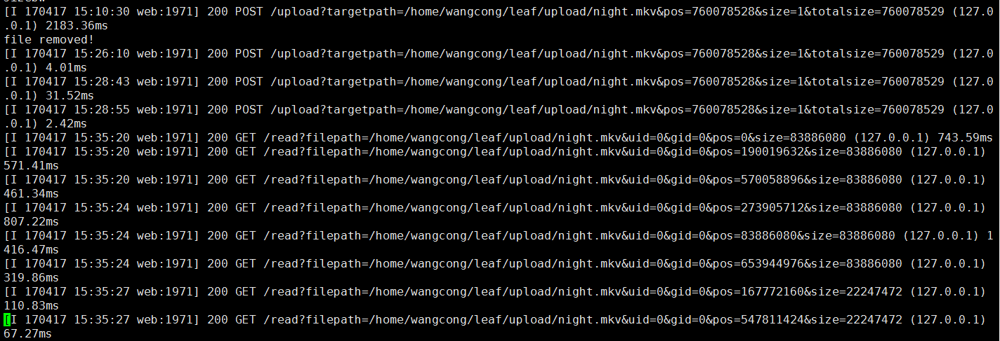 [I 170417 15:10:30 web:1971] 200 POST /upload?targetpath=/home/wangcong/leaf/upload/night.mkv&pos=760078528&size=1&totalsize=760078529 (127.0
.0.1) 2183.36ms
file removed!
[I 170417 15:26:10 web:1971] 200 POST /upload?targetpath=/home/wangcong/leaf/upload/night.mkv&pos=760078528&size=1&totalsize=760078529 (127.0
.0.1) 4.01ms
[I 170417 15:28:43 web:1971] 200 POST /upload?targetpath=/home/wangcong/leaf/upload/night.mkv&pos=760078528&size=1&totalsize=760078529 (127.0
.0.1) 31.52ms
[I 170417 15:28:55 web:1971] 200 POST /upload?targetpath=/home/wangcong/leaf/upload/night.mkv&pos=760078528&size=1&totalsize=760078529 (127.0
.0.1) 2.42ms
[I 170417 15:35:20 web:1971] 200 GET /read?filepath=/home/wangcong/leaf/upload/night.mkv&uid=0&gid=0&pos=0&size=83886080 (127.0.0.1) 743.59ms
[I 170417 15:35:20 web:1971] 200 GET /read?filepath=/home/wangcong/leaf/upload/night.mkv&uid=0&gid=0&pos=190019632&size=83886080 (127.0.0.1)
571.41ms
[I 170417 15:35:20 web:1971] 200 GET /read?filepath=/home/wangcong/leaf/upload/night.mkv&uid=0&gid=0&pos=570058896&size=83886080 (127.0.0.1)
461.34ms
[I 170417 15:35:24 web:1971] 200 GET /read?filepath=/home/wangcong/leaf/upload/night.mkv&uid=0&gid=0&pos=273905712&size=83886080 (127.0.0.1)
807.22ms
[I 170417 15:35:24 web:1971] 200 GET /read?filepath=/home/wangcong/leaf/upload/night.mkv&uid=0&gid=0&pos=83886080&size=83886080 (127.0.0.1) 1
416.47ms
[I 170417 15:35:24 web:1971] 200 GET /read?filepath=/home/wangcong/leaf/upload/night.mkv&uid=0&gid=0&pos=653944976&size=83886080 (127.0.0.1)
319.86ms
[I 170417 15:35:27 web:1971] 200 GET /read?filepath=/home/wangcong/leaf/upload/night.mkv&uid=0&gid=0&pos=167772160&size=22247472 (127.0.0.1)
110.83ms
[I 170417 15:35:27 web:1971] 200 GET /read?filepath=/home/wangcong/leaf/upload/night.mkv&uid=0&gid=0&pos=547811424&size=22247472 (127.0.0.1)
67.27ms